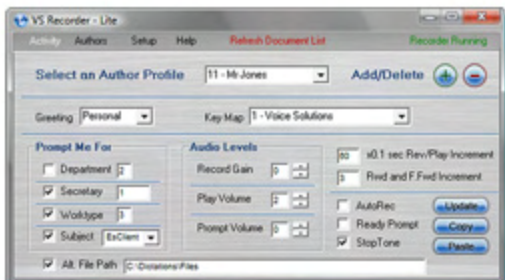 VS Recorder - Lite
Activity Authors Setup Help Refresh Document List Recorder Running
Select an Author Profile 11 - Mr Jones Add/Delete
Greeting Personal Key Map 1 - Voice Solutions
Prompt Me For Audio Levels
60 x0.1 sec Rev/Play Increment
Department 2 Record Gain 0
3 Rwd and F.Fwd Increment
Secretary 1 Play Volume 2
AutoRec Update
Worktype 3
Ready Prompt Copy
Subject ExClient Prompt Volume 0
StopTone Paste
Alt. File Path C:\Dictations\Files